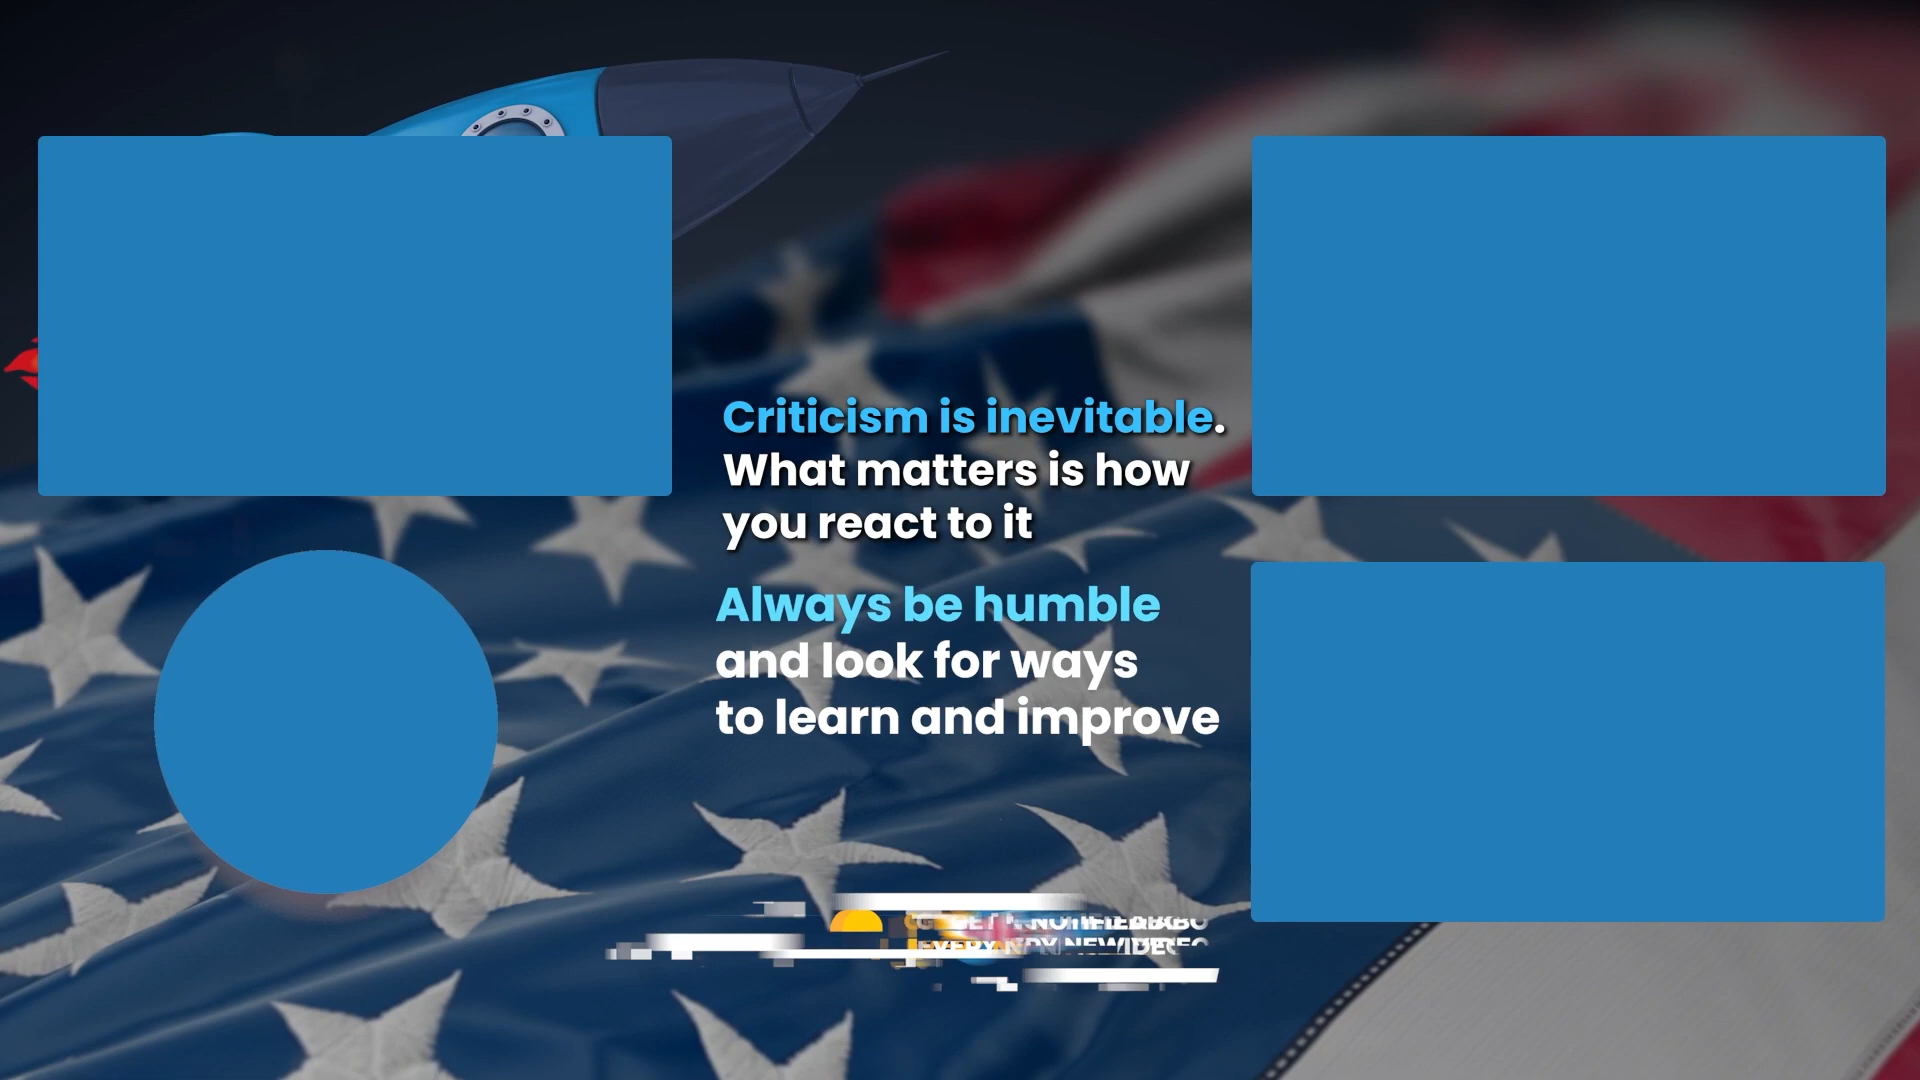 Criticism is inevitable.
What matters is how
you react to it
Always be humble
and look for ways
to learn and improve